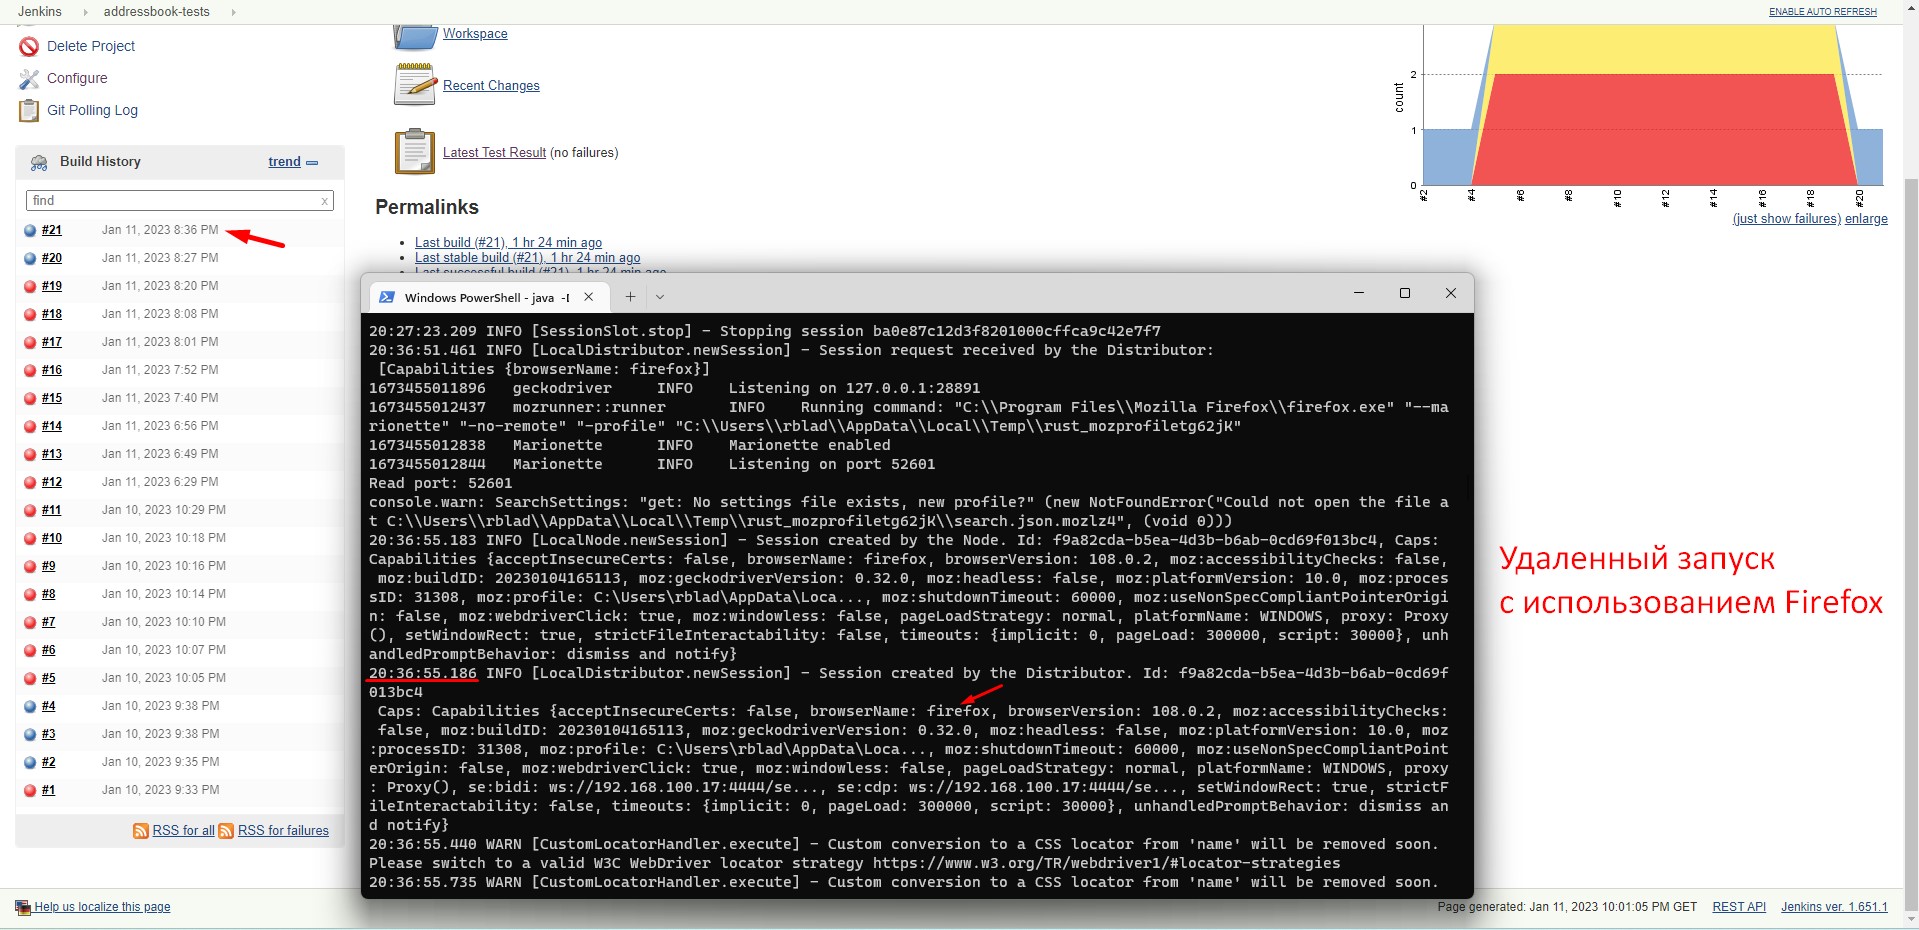 Jenkins
addressbook-tests
ENABLE AUTO REFRESH
Delete Project
Configure
Git Polling Log
Build History
trend
find
x
#21 Jan 11, 2023 8:36 PM
#20 Jan 11, 2023 8:27 PM
#19 Jan 11, 2023 8:20 PM
#18 Jan 11, 2023 8:08 PM
#17 Jan 11, 2023 8:01 PM
#16 Jan 11, 2023 7:52 PM
#15 Jan 11, 2023 7:40 PM
#14 Jan 11, 2023 6:56 PM
#13 Jan 11, 2023 6:49 PM
#12 Jan 11, 2023 6:29 PM
#11 Jan 10, 2023 10:29 PM
#10 Jan 10, 2023 10:18 PM
#9 Jan 10, 2023 10:16 PM
#8 Jan 10, 2023 10:14 PM
#7 Jan 10, 2023 10:10 PM
#6 Jan 10, 2023 10:07 PM
#5 Jan 10, 2023 10:05 PM
#4 Jan 10, 2023 9:38 PM
#3 Jan 10, 2023 9:38 PM
#2 Jan 10, 2023 9:35 PM
#1 Jan 10, 2023 9:33 PM
RSS for all RSS for failures
Workspace
Recent Changes
Latest Test Result (no failures)
Permalinks
Last build (#21), 1 hr 24 min ago
Last stable build (#21), 1 hr 24 min ago
Last successful build (#21), 1 hr 24 min ago
count
2
1
0
#2 #4 #6 #8 #10 #12 #14 #16 #18 #20
(just show failures) enlarge
Windows PowerShell - java -
20:27:23.209 INFO [SessionSlot.stop] - Stopping session ba0e87c12d3f8201000cffca9c42e7f7
20:36:51.461 INFO [LocalDistributor.newSession] - Session request received by the Distributor:
[Capabilities {browserName: firefox}]
1673455011896 geckodriver INFO Listening on 127.0.0.1:28891
1673455012437 mozrunner::runner INFO Running command: "C:\\Program Files\\Mozilla Firefox\\firefox.exe" "--ma
rionette" "-no-remote" "-profile" "C:\\Users\\rblad\\AppData\\Local\\Temp\\rust_mozprofiletg62jK"
1673455012838 Marionette INFO Marionette enabled
1673455012844 Marionette INFO Listening on port 52601
Read port: 52601
console.warn: SearchSettings: "get: No settings file exists, new profile?" (new NotFoundError("Could not open the file a
t C:\\Users\\rblad\\AppData\\Local\\Temp\\rust_mozprofiletg62jK\\search.json.mozlz4", (void 0)))
20:36:55.183 INFO [LocalNode.newSession] - Session created by the Node. Id: f9a82cda-b5ea-4d3b-b6ab-0cd69f013bc4, Caps:
Capabilities {acceptInsecureCerts: false, browserName: firefox, browserVersion: 108.0.2, moz:accessibilityChecks: false,
moz:buildID: 20230104165113, moz:geckodriverVersion: 0.32.0, moz:headless: false, moz:platformVersion: 10.0, moz:proces
sID: 31308, moz:profile: C:\Users\rblad\AppData\Loca..., moz:shutdownTimeout: 60000, moz:useNonSpecCompliantPointerOrigi
n: false, moz:webdriverClick: true, moz:windowless: false, pageLoadStrategy: normal, platformName: WINDOWS, proxy: Proxy
(), setWindowRect: true, strictFileInteractability: false, timeouts: {implicit: 0, pageLoad: 300000, script: 30000}, unh
andledPromptBehavior: dismiss and notify}
20:36:55.186 INFO [LocalDistributor.newSession] - Session created by the Distributor. Id: f9a82cda-b5ea-4d3b-b6ab-0cd69f
013bc4
Caps: Capabilities {acceptInsecureCerts: false, browserName: firefox, browserVersion: 108.0.2, moz:accessibilityChecks:
false, moz:buildID: 20230104165113, moz:geckodriverVersion: 0.32.0, moz:headless: false, moz:platformVersion: 10.0, moz
:processID: 31308, moz:profile: C:\Users\rblad\AppData\Loca..., moz:shutdownTimeout: 60000, moz:useNonSpecCompliantPoint
erOrigin: false, moz:webdriverClick: true, moz:windowless: false, pageLoadStrategy: normal, platformName: WINDOWS, proxy
: Proxy(), se:bidi: ws://192.168.100.17:4444/se..., se:cdp: ws://192.168.100.17:4444/se..., setWindowRect: true, strictF
ileInteractability: false, timeouts: {implicit: 0, pageLoad: 300000, script: 30000}, unhandledPromptBehavior: dismiss an
d notify}
20:36:55.440 WARN [CustomLocatorHandler.execute] - Custom conversion to a CSS locator from 'name' will be removed soon.
Please switch to a valid W3C WebDriver locator strategy https://www.w3.org/TR/webdriver1/#locator-strategies
20:36:55.735 WARN [CustomLocatorHandler.execute] - Custom conversion to a CSS locator from 'name' will be removed soon.
Удаленный запуск
с использованием Firefox
Help us localize this page
Page generated: Jan 11, 2023 10:01:05 PM GET REST API Jenkins ver. 1.651.1